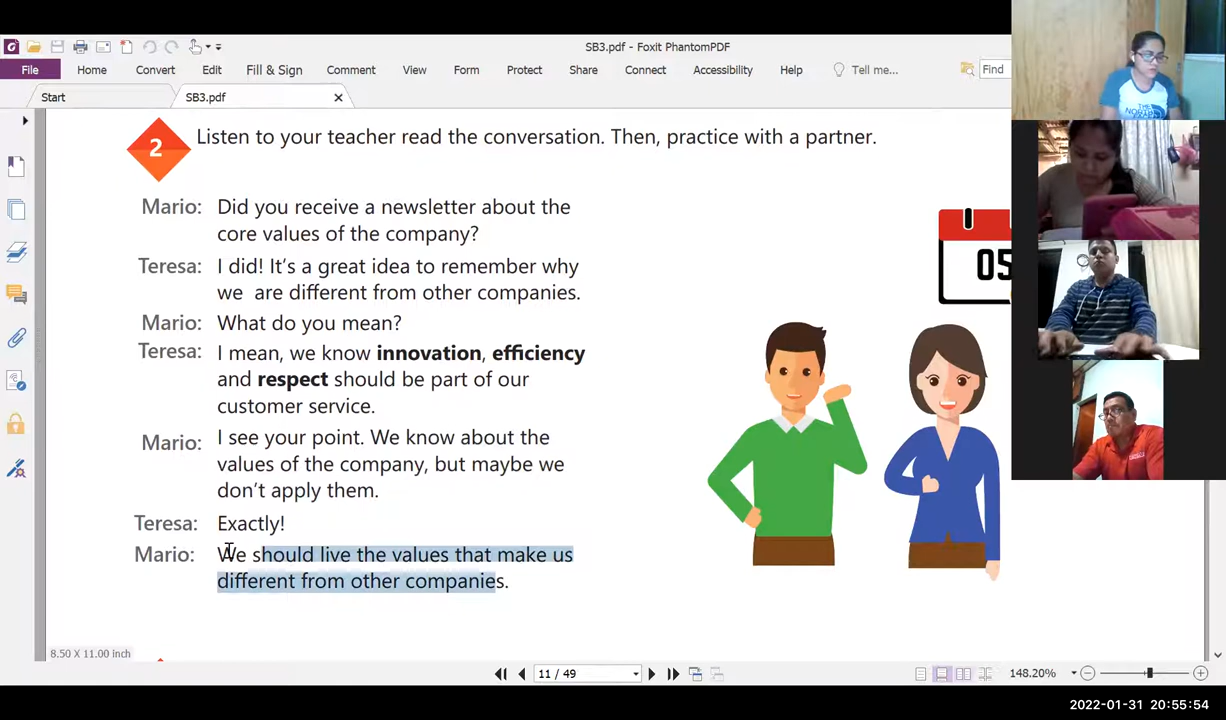 SB3.pdf - Foxit PhantomPDF
File Home Convert Edit Fill & Sign Comment View Form Protect Share Connect Accessibility Help Tell me... Find
Start SB3.pdf
2 Listen to your teacher read the conversation. Then, practice with a partner.
Mario: Did you receive a newsletter about the
core values of the company?
Teresa: I did! It's a great idea to remember why
we are different from other companies.
Mario: What do you mean?
Teresa: I mean, we know innovation, efficiency
and respect should be part of our
customer service.
Mario: I see your point. We know about the
values of the company, but maybe we
don't apply them.
Teresa: Exactly!
Mario: We should live the values that make us
different from other companies.
05
THE
NORTH
8.50 X 11.00 inch
11 / 49
148.20%
2022-01-31 20:55:54